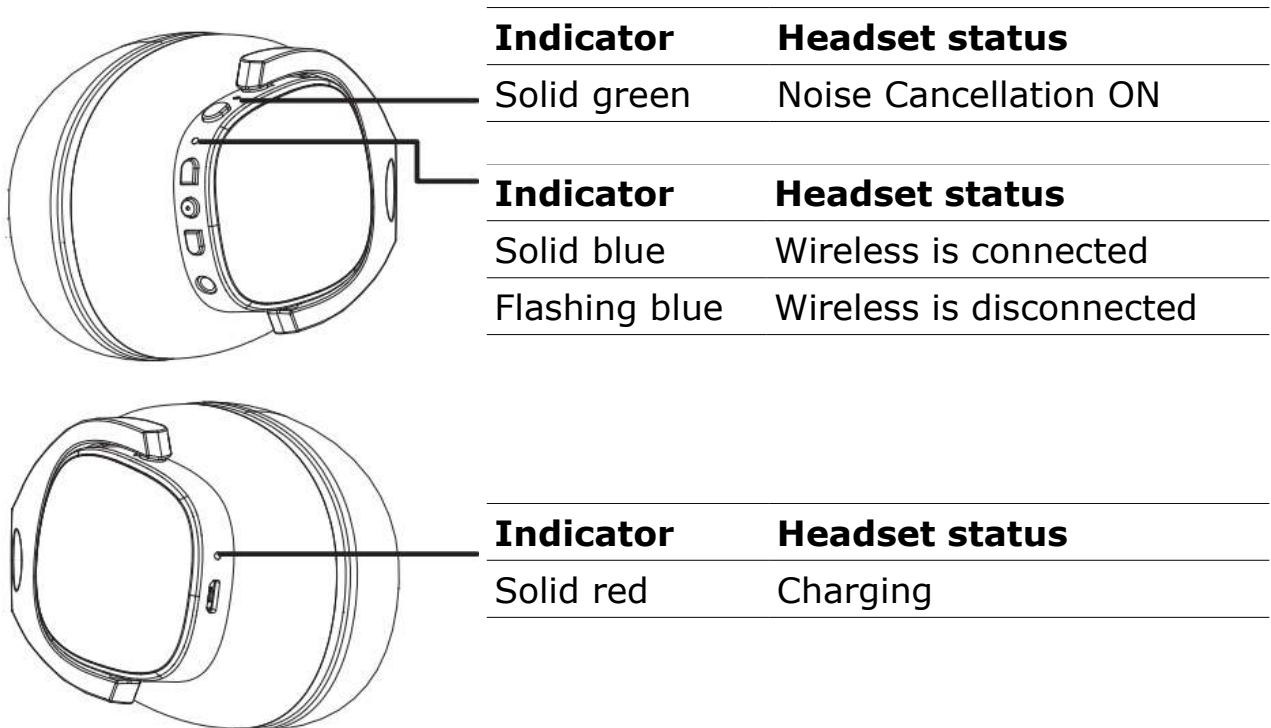 Indicator Headset status
Solid green Noise Cancellation ON
Indicator Headset status
Solid blue Wireless is connected
Flashing blue Wireless is disconnected
Indicator Headset status
Solid red Charging